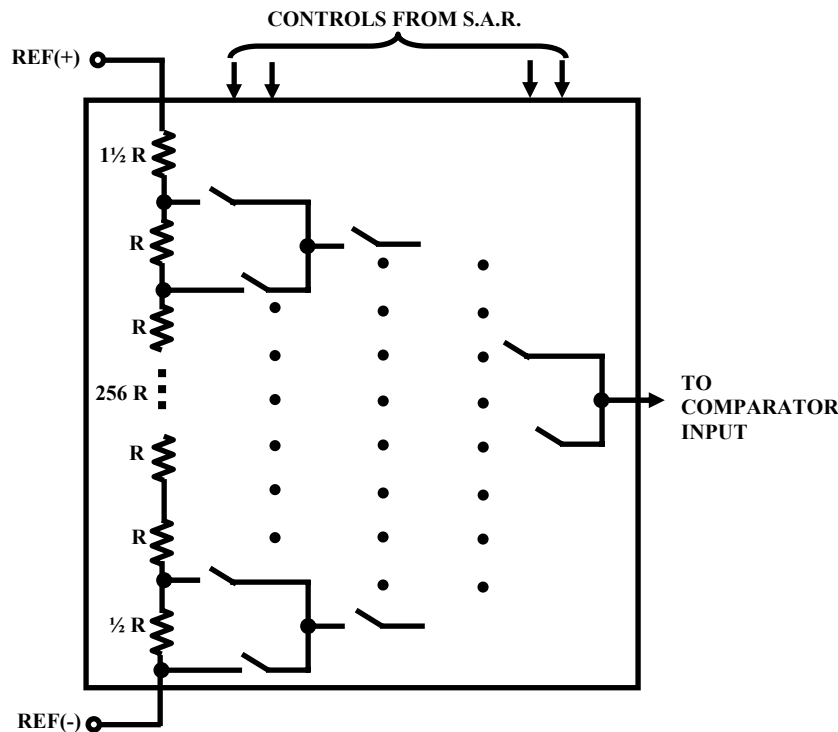 CONTROLS FROM S.A.R.
REF(+)
1½ R
R
R
256 R
R
R
½ R
REF(-)
TO
COMPARATOR
INPUT